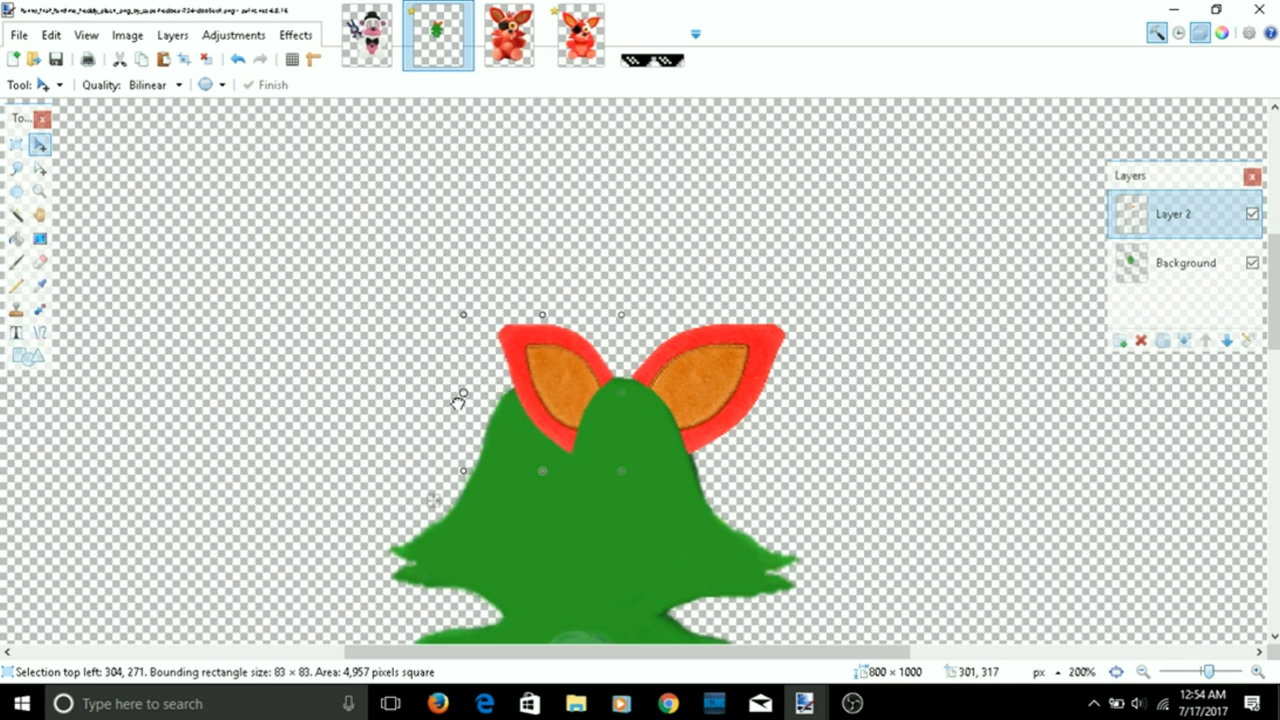 File Edit View Image Layers Adjustments Effects
Tool: Quality: Bilinear Finish
To...
Layers
Layer 2
Background
T
Selection top left: 304, 271. Bounding rectangle size: 83 × 83. Area: 4,957 pixels square
800 × 1000
301, 317
px
200%
Type here to search
12:54 AM
7/17/2017